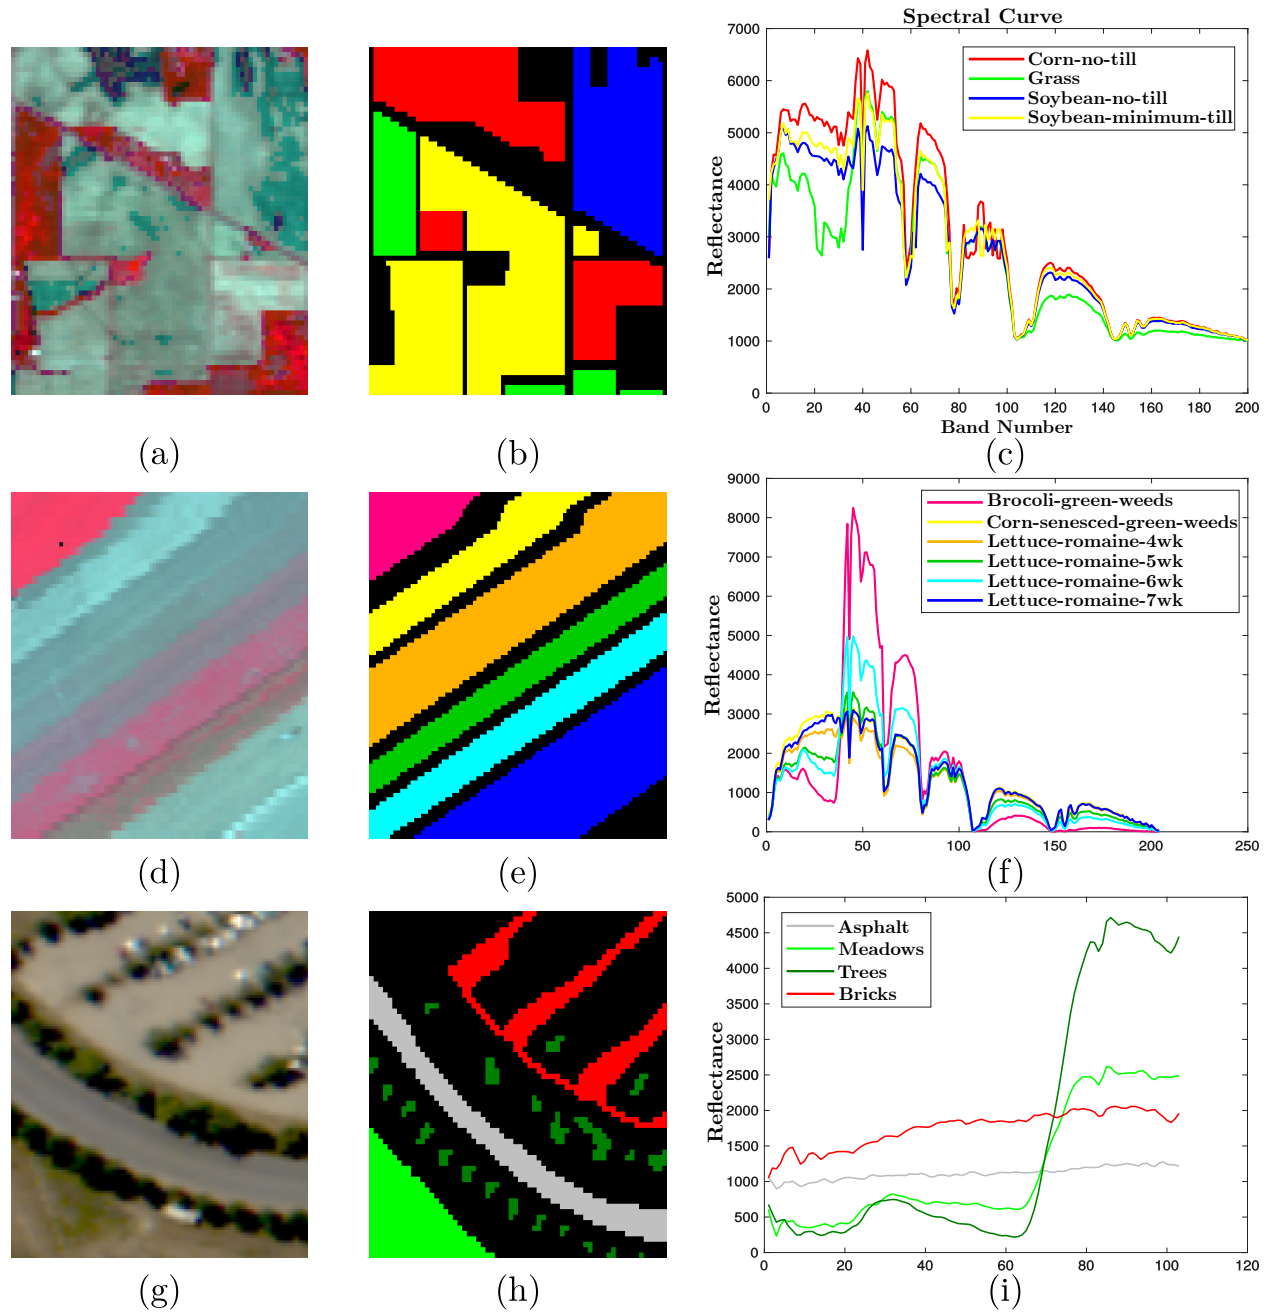 Spectral Curve
7000
6000
5000
4000
3000
2000
1000
0
Reflectance
Corn-no-till
Grass
Soybean-no-till
Soybean-minimum-till
0 20 40 60 80 100 120 140 160 180 200
Band Number
(a) (b) (c)
9000
8000
7000
6000
5000
4000
3000
2000
1000
0
Reflectance
Brocoli-green-weeds
Corn-senesced-green-weeds
Lettuce-romaine-4wk
Lettuce-romaine-5wk
Lettuce-romaine-6wk
Lettuce-romaine-7wk
0 50 100 150 200 250
(d) (e) (f)
5000
4500
4000
3500
3000
2500
2000
1500
1000
500
0
Reflectance
Asphalt
Meadows
Trees
Bricks
0 20 40 60 80 100 120
(g) (h) (i)